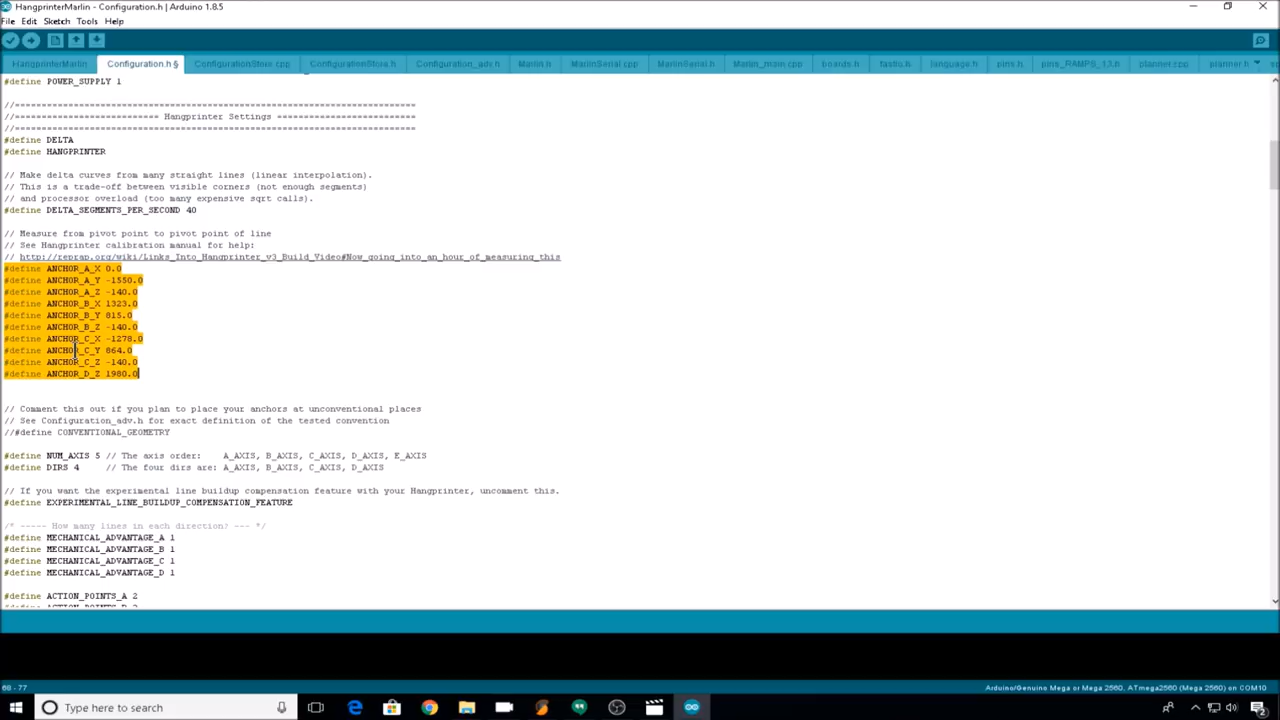 HangprinterMarlin - Configuration.h | Arduino 1.8.5
File Edit Sketch Tools Help
HangprinterMarlin Configuration.h § ConfigurationStore.cpp ConfigurationStore.h Configuration_adv.h Marlin.h MarlinSerial.cpp MarlinSerial.h Marlin_main.cpp boards.h fastio.h language.h pins.h pins_RAMPS_13.h planner.cpp planner.h
#define POWER_SUPPLY 1
//===========================================================================
//=========================== Hangprinter Settings ===========================
//===========================================================================
#define DELTA
#define HANGPRINTER
// Make delta curves from many straight lines (linear interpolation).
// This is a trade-off between visible corners (not enough segments)
// and processor overload (too many expensive sqrt calls).
#define DELTA_SEGMENTS_PER_SECOND 40
// Measure from pivot point to pivot point of line
// See Hangprinter calibration manual for help:
// http://reprap.org/wiki/Links_Into_Hangprinter_v3_Build_Video#Now_going_into_an_hour_of_measuring_this
#define ANCHOR_A_X 0.0
#define ANCHOR_A_Y -1550.0
#define ANCHOR_A_Z -140.0
#define ANCHOR_B_X 1323.0
#define ANCHOR_B_Y 815.0
#define ANCHOR_B_Z -140.0
#define ANCHOR_C_X -1278.0
#define ANCHOR_C_Y 864.0
#define ANCHOR_C_Z -140.0
#define ANCHOR_D_Z 1980.0
// Comment this out if you plan to place your anchors at unconventional places
// See Configuration_adv.h for exact definition of the tested convention
//#define CONVENTIONAL_GEOMETRY
#define NUM_AXIS 5 // The axis order: A_AXIS, B_AXIS, C_AXIS, D_AXIS, E_AXIS
#define DIRS 4 // The four dirs are: A_AXIS, B_AXIS, C_AXIS, D_AXIS
// If you want the experimental line buildup compensation feature with your Hangprinter, uncomment this.
#define EXPERIMENTAL_LINE_BUILDUP_COMPENSATION_FEATURE
/* ----- How many lines in each direction? --- */
#define MECHANICAL_ADVANTAGE_A 1
#define MECHANICAL_ADVANTAGE_B 1
#define MECHANICAL_ADVANTAGE_C 1
#define MECHANICAL_ADVANTAGE_D 1
#define ACTION_POINTS_A 2
68 - 77
Arduino/Genuino Mega or Mega 2560, ATmega2560 (Mega 2560) on COM10
Type here to search